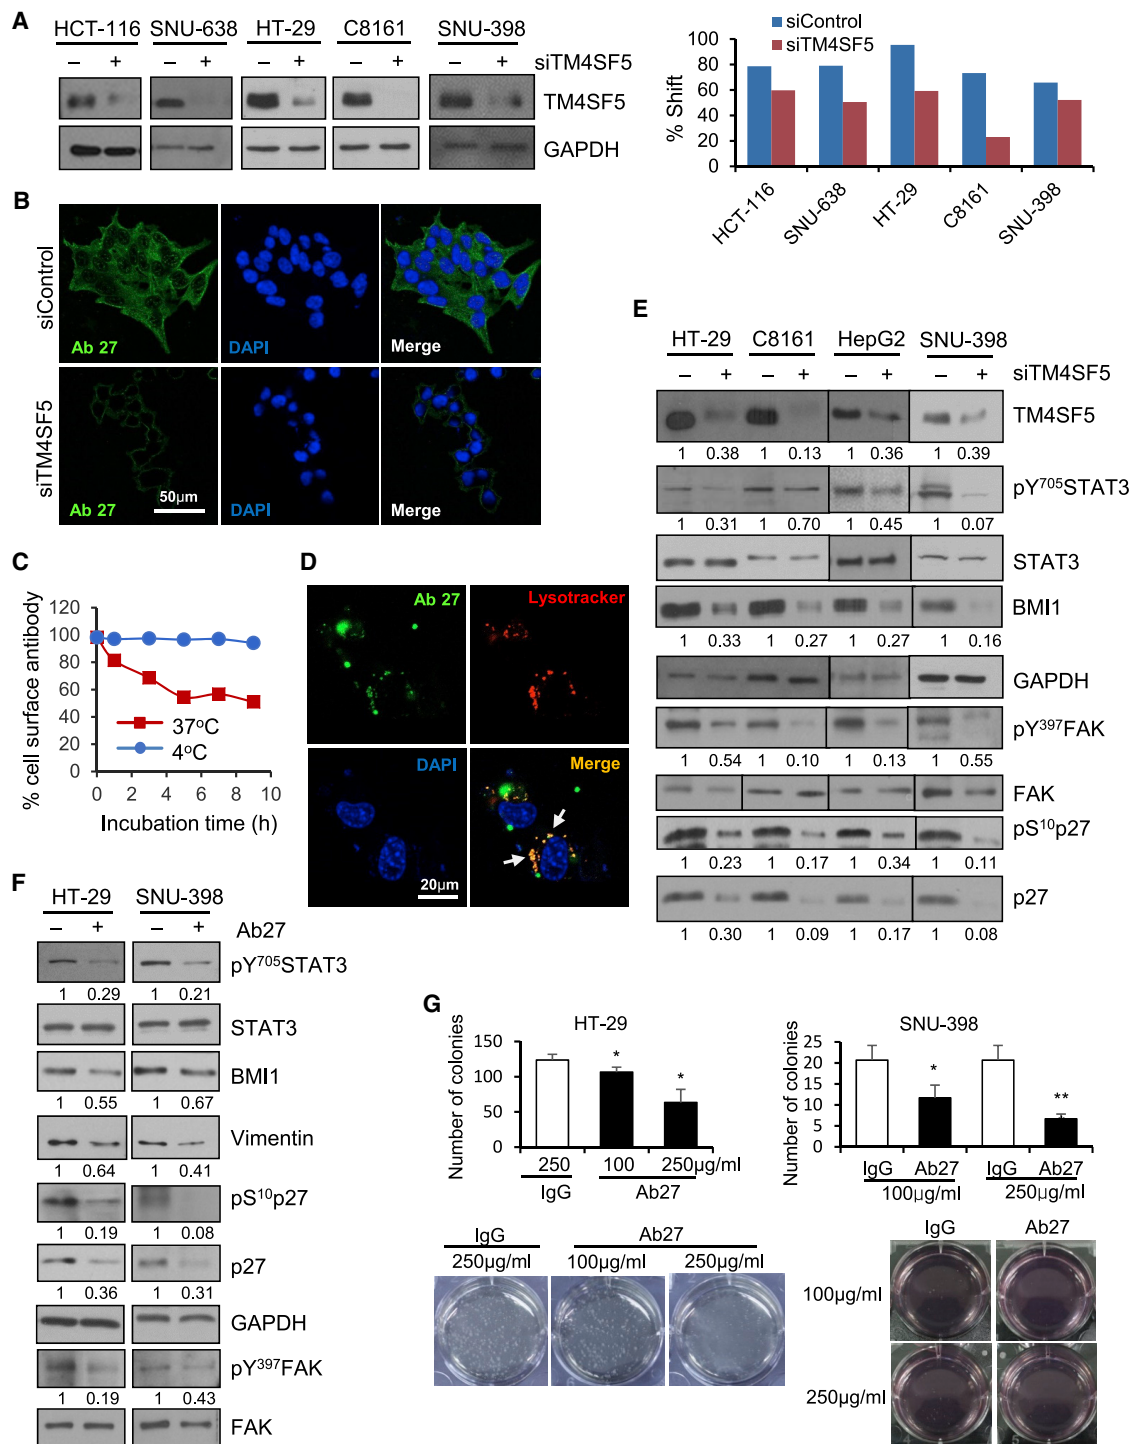 A
HCT-116 SNU-638 HT-29 C8161 SNU-398
– + – + – + – + – + siTM4SF5
TM4SF5
GAPDH
siControl
siTM4SF5
% Shift
100
80
60
40
20
0
HCT-116 SNU-638 HT-29 C8161 SNU-398
B
siControl
Ab 27 DAPI Merge
siTM4SF5
Ab 27 DAPI Merge
50µm
C
% cell surface antibody
120
100
80
60
40
20
0
37°C
4°C
0 2 4 6 8 10
Incubation time (h)
D
Ab 27 Lysotracker
DAPI Merge
20µm
E
HT-29 C8161 HepG2 SNU-398
– + – + – + – + siTM4SF5
TM4SF5
1 0.38 1 0.13 1 0.36 1 0.39
pY705STAT3
1 0.31 1 0.70 1 0.45 1 0.07
STAT3
BMI1
1 0.33 1 0.27 1 0.27 1 0.16
GAPDH
pY397FAK
1 0.54 1 0.10 1 0.13 1 0.55
FAK
pS10p27
1 0.23 1 0.17 1 0.34 1 0.11
p27
1 0.30 1 0.09 1 0.17 1 0.08
F
HT-29 SNU-398
– + – + Ab27
pY705STAT3
1 0.29 1 0.21
STAT3
BMI1
1 0.55 1 0.67
Vimentin
1 0.64 1 0.41
pS10p27
1 0.19 1 0.08
p27
1 0.36 1 0.31
GAPDH
pY397FAK
1 0.19 1 0.43
FAK
G
HT-29
Number of colonies
150
100
50
0
* *
250 100 250µg/ml
IgG Ab27
SNU-398
Number of colonies
25
20
15
10
5
0
* **
IgG Ab27 IgG Ab27
100µg/ml 250µg/ml
IgG Ab27
250µg/ml 100µg/ml 250µg/ml
IgG Ab27
100µg/ml
250µg/ml